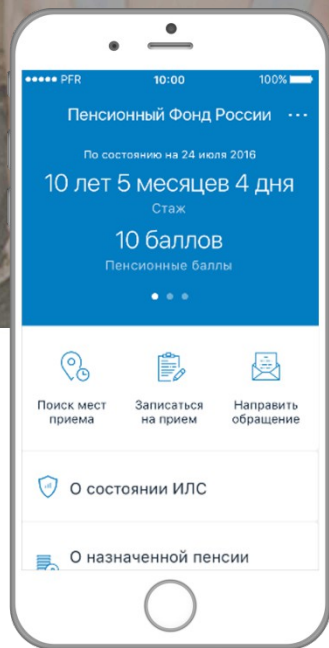 PFR 10:00 100%
Пенсионный Фонд России ...
По состоянию на 24 июля 2016
10 лет 5 месяцев 4 дня
Стаж
10 баллов
Пенсионные баллы
Поиск мест
приема
Записаться
на прием
Направить
обращение
О состоянии ИЛС
О назначенной пенсии